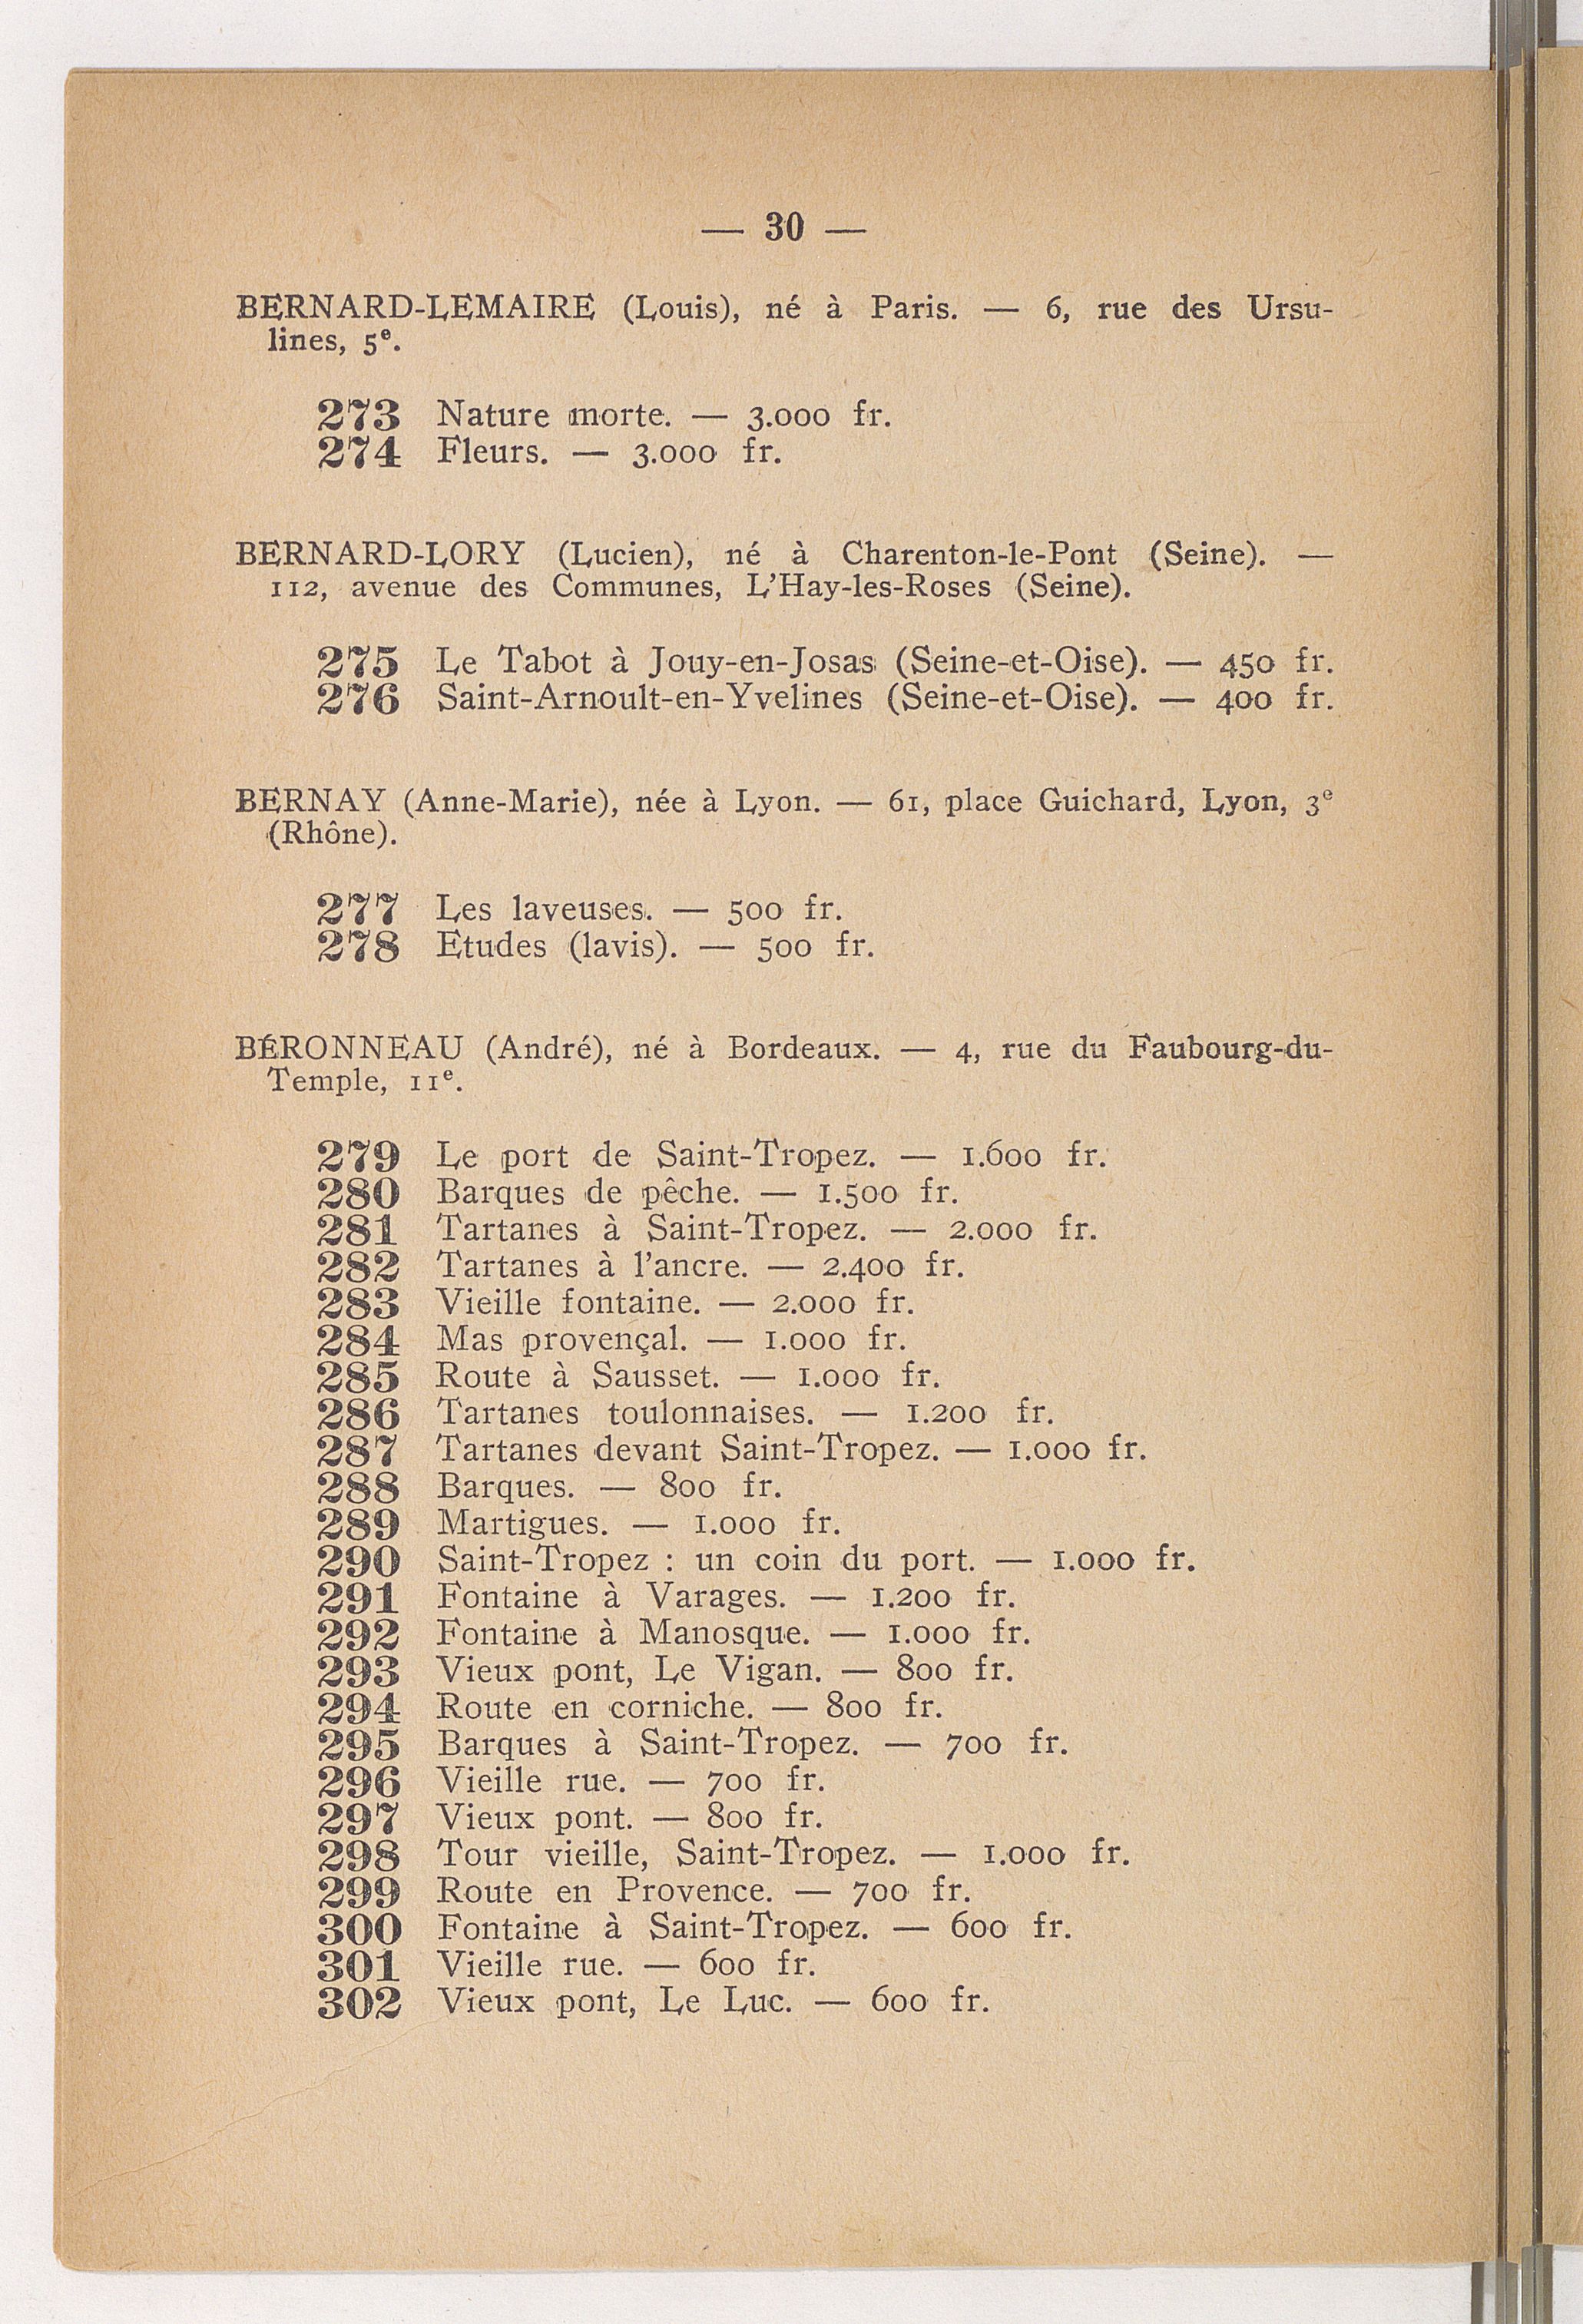 — 30 —
BERNARD-LEMAIRE (Louis), né à Paris. — 6, rue des Ursu-
lines, 5e.
273 Nature morte. — 3.000 fr.
274 Fleurs. — 3.000 fr.
BERNARD-LORY (Lucien), né à Charenton-le-Pont (Seine). —
112, avenue des Communes, L'Hay-les-Roses (Seine).
275 Le Tabot à Jouy-en-Josas (Seine-et-Oise). — 450 fr.
276 Saint-Arnoult-en-Yvelines (Seine-et-Oise). — 400 fr.
BERNAY (Anne-Marie), née à Lyon. — 61, place Guichard, Lyon, 3e
(Rhône).
277 Les laveuses. — 500 fr.
278 Etudes (lavis). — 500 fr.
BÉRONNEAU (André), né à Bordeaux. — 4, rue du Faubourg-du-
Temple, 11e.
279 Le port de Saint-Tropez. — 1.600 fr.
280 Barques de pêche. — 1.500 fr.
281 Tartanes à Saint-Tropez. — 2.000 fr.
282 Tartanes à l'ancre. — 2.400 fr.
283 Vieille fontaine. — 2.000 fr.
284 Mas provençal. — 1.000 fr.
285 Route à Sausset. — 1.000 fr.
286 Tartanes toulonnaises. — 1.200 fr.
287 Tartanes devant Saint-Tropez. — 1.000 fr.
288 Barques. — 800 fr.
289 Martigues. — 1.000 fr.
290 Saint-Tropez : un coin du port. — 1.000 fr.
291 Fontaine à Varages. — 1.200 fr.
292 Fontaine à Manosque. — 1.000 fr.
293 Vieux pont, Le Vigan. — 800 fr.
294 Route en corniche. — 800 fr.
295 Barques à Saint-Tropez. — 700 fr.
296 Vieille rue. — 700 fr.
297 Vieux pont. — 800 fr.
298 Tour vieille, Saint-Tropez. — 1.000 fr.
299 Route en Provence. — 700 fr.
300 Fontaine à Saint-Tropez. — 600 fr.
301 Vieille rue. — 600 fr.
302 Vieux pont, Le Luc. — 600 fr.